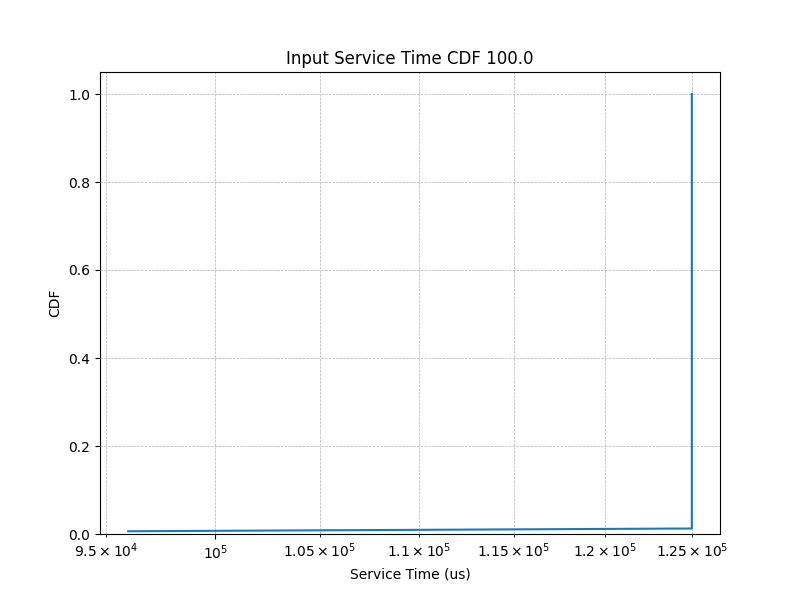 Input Service Time CDF 100.0
1.0
0.8
0.6
0.4
0.2
0.0
CDF
9.5 × 10⁴
10⁵
1.05 × 10⁵
1.1 × 10⁵
1.15 × 10⁵
1.2 × 10⁵
1.25 × 10⁵
Service Time (us)